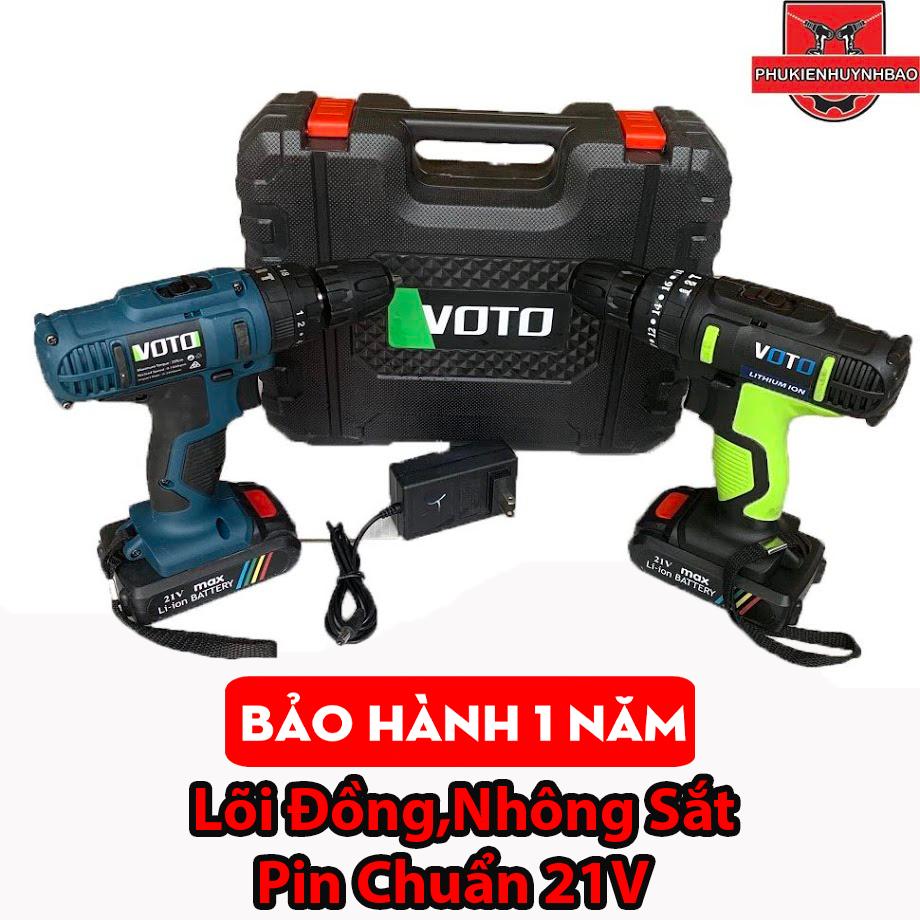 PHUKIENHUYNHBAO
VOTO
VOTO
VOTO
LITHIUM ION
21V max
Li-ion BATTERY
21V max
Li-ion BATTERY
BẢO HÀNH 1 NĂM
Lõi Đồng,Nhông Sắt
Pin Chuẩn 21V